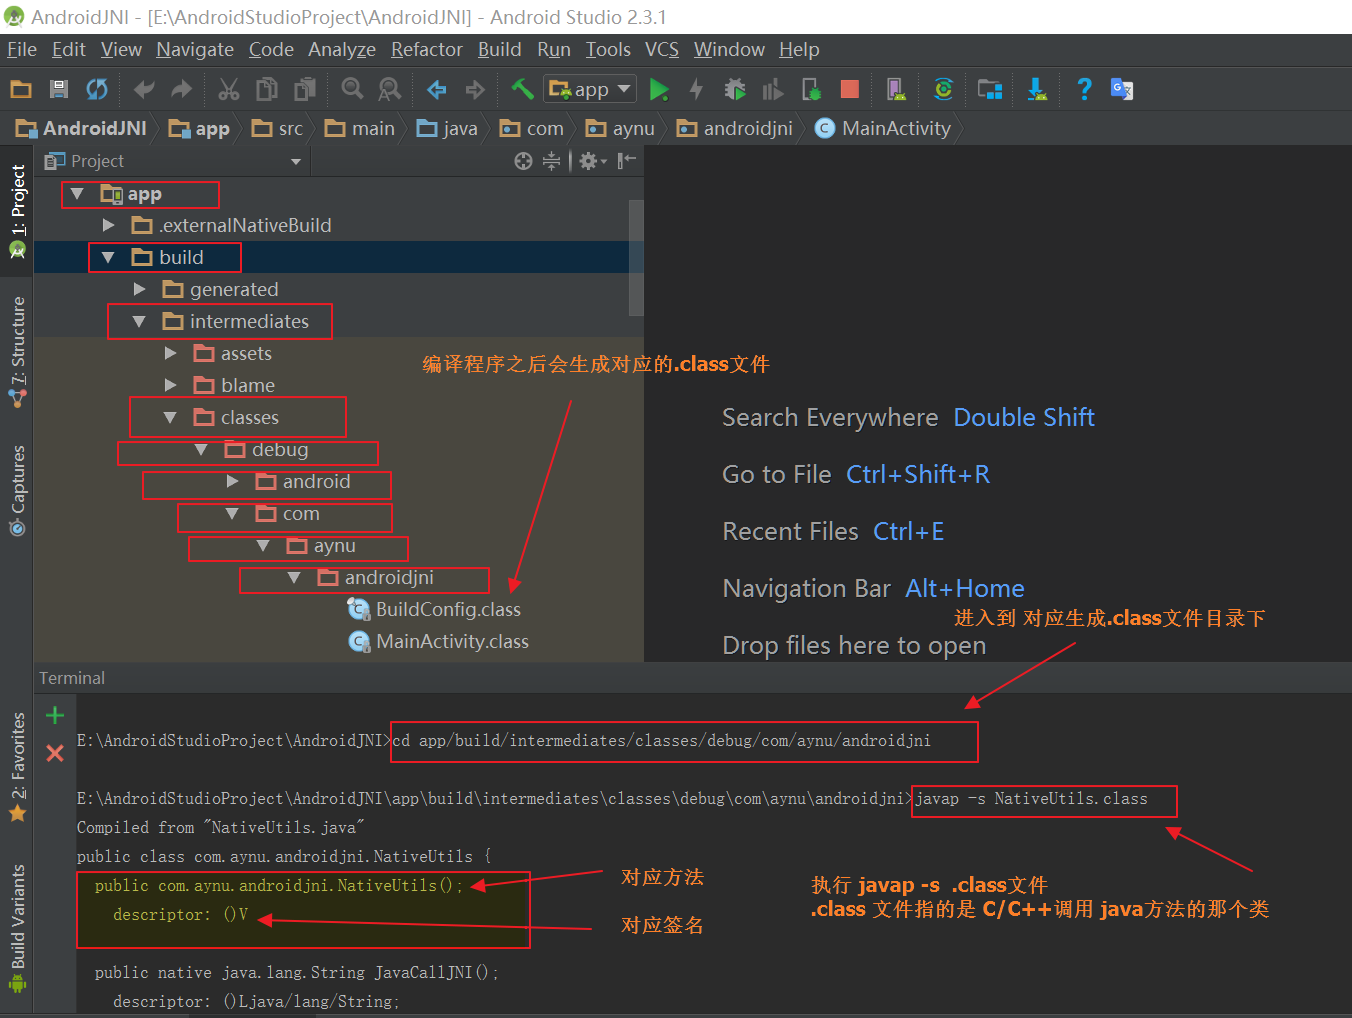 AndroidJNI - [E:\AndroidStudioProject\AndroidJNI] - Android Studio 2.3.1
File Edit View Navigate Code Analyze Refactor Build Run Tools VCS Window Help
app
AndroidJNI app src main java com aynu androidjni MainActivity
Project
1: Project
7: Structure
Captures
2: Favorites
Build Variants
app
.externalNativeBuild
build
generated
intermediates
assets
blame
classes
debug
android
com
aynu
androidjni
BuildConfig.class
MainActivity.class
编译程序之后会生成对应的.class文件
Search Everywhere Double Shift
Go to File Ctrl+Shift+R
Recent Files Ctrl+E
Navigation Bar Alt+Home
进入到 对应生成.class文件目录下
Drop files here to open
Terminal
E:\AndroidStudioProject\AndroidJNI>cd app/build/intermediates/classes/debug/com/aynu/androidjni
E:\AndroidStudioProject\AndroidJNI\app\build\intermediates\classes\debug\com\aynu\androidjni>javap -s NativeUtils.class
Compiled from "NativeUtils.java"
public class com.aynu.androidjni.NativeUtils {
public com.aynu.androidjni.NativeUtils();
descriptor: ()V
对应方法
对应签名
执行 javap -s .class文件
.class 文件指的是 C/C++调用 java方法的那个类
public native java.lang.String JavaCallJNI();
descriptor: ()Ljava/lang/String;